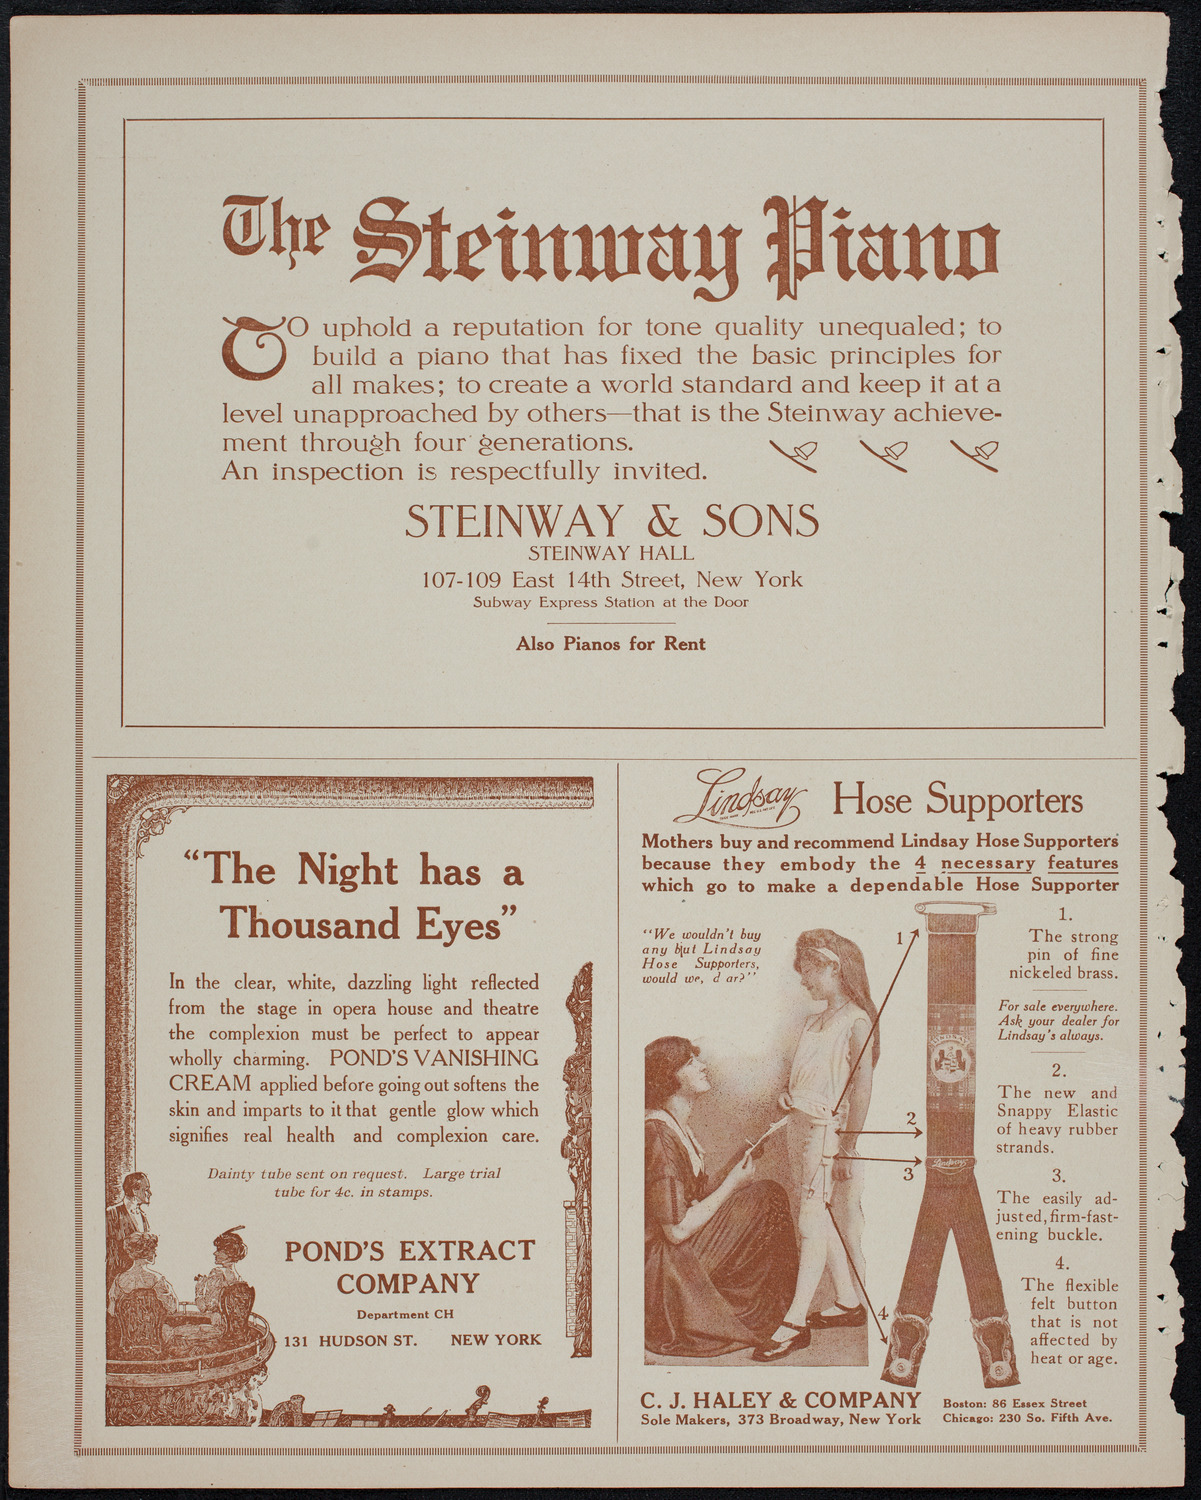 The Steinway Piano
TO uphold a reputation for tone quality unequaled; to
build a piano that has fixed the basic principles for
all makes; to create a world standard and keep it at a
level unapproached by others—that is the Steinway achieve-
ment through four generations.
An inspection is respectfully invited.
STEINWAY & SONS
STEINWAY HALL
107-109 East 14th Street, New York
Subway Express Station at the Door
Also Pianos for Rent
"The Night has a
Thousand Eyes"
In the clear, white, dazzling light reflected
from the stage in opera house and theatre
the complexion must be perfect to appear
wholly charming. POND'S VANISHING
CREAM applied before going out softens the
skin and imparts to it that gentle glow which
signifies real health and complexion care.
Dainty tube sent on request. Large trial
tube for 4c. in stamps.
POND'S EXTRACT
COMPANY
Department CH
131 HUDSON ST. NEW YORK
Lindsay Hose Supporters
Mothers buy and recommend Lindsay Hose Supporters
because they embody the 4 necessary features
which go to make a dependable Hose Supporter
"We wouldn't buy
any but Lindsay
Hose Supporters,
would we, d ar?"
1
2
3
4
LINDSAY
Lindsay
1.
The strong
pin of fine
nickeled brass.
For sale everywhere.
Ask your dealer for
Lindsay's always.
2.
The new and
Snappy Elastic
of heavy rubber
strands.
3.
The easily ad-
justed, firm-fast-
ening buckle.
4.
The flexible
felt button
that is not
affected by
heat or age.
C. J. HALEY & COMPANY
Sole Makers, 373 Broadway, New York
Boston: 86 Essex Street
Chicago: 230 So. Fifth Ave.